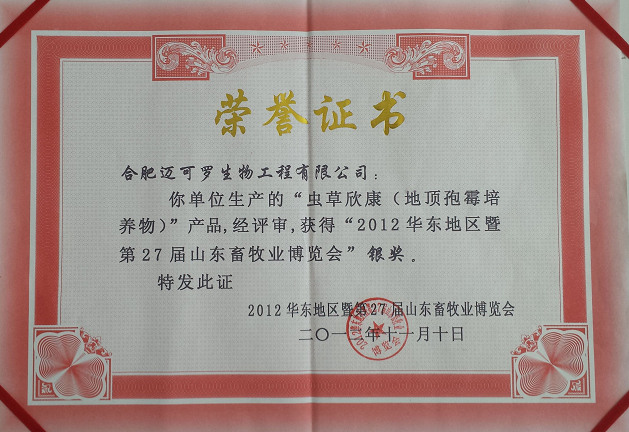 荣誉证书
合肥迈可罗生物工程有限公司：
你单位生产的“虫草欣康（地顶孢霉培
养物）”产品,经评审,获得“2012华东地区暨
第27届山东畜牧业博览会”银奖。
特发此证
2012华东地区暨第27届山东畜牧业博览会
二〇一二年十一月十日
博览会